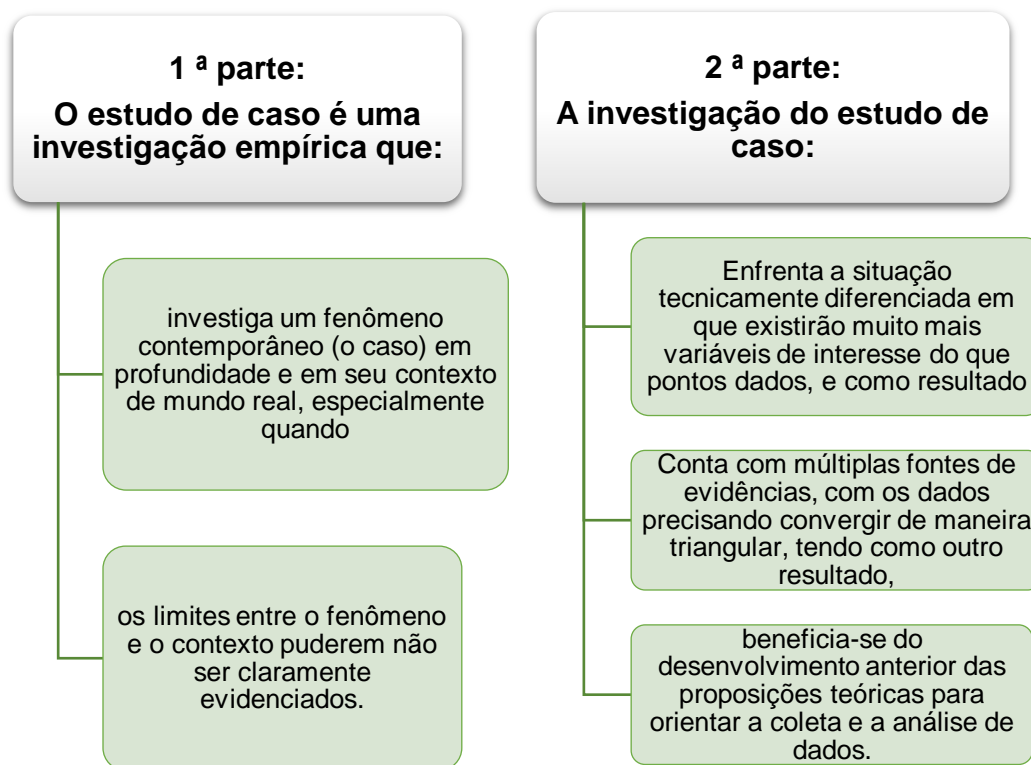 1 ª parte:
O estudo de caso é uma
investigação empírica que:
investiga um fenômeno
contemporâneo (o caso) em
profundidade e em seu contexto
de mundo real, especialmente
quando
os limites entre o fenômeno
e o contexto puderem não
ser claramente
evidenciados.
2 ª parte:
A investigação do estudo de
caso:
Enfrenta a situação
tecnicamente diferenciada em
que existirão muito mais
variáveis de interesse do que
pontos dados, e como resultado
Conta com múltiplas fontes de
evidências, com os dados
precisando convergir de maneira
triangular, tendo como outro
resultado,
beneficia-se do
desenvolvimento anterior das
proposições teóricas para
orientar a coleta e a análise de
dados.